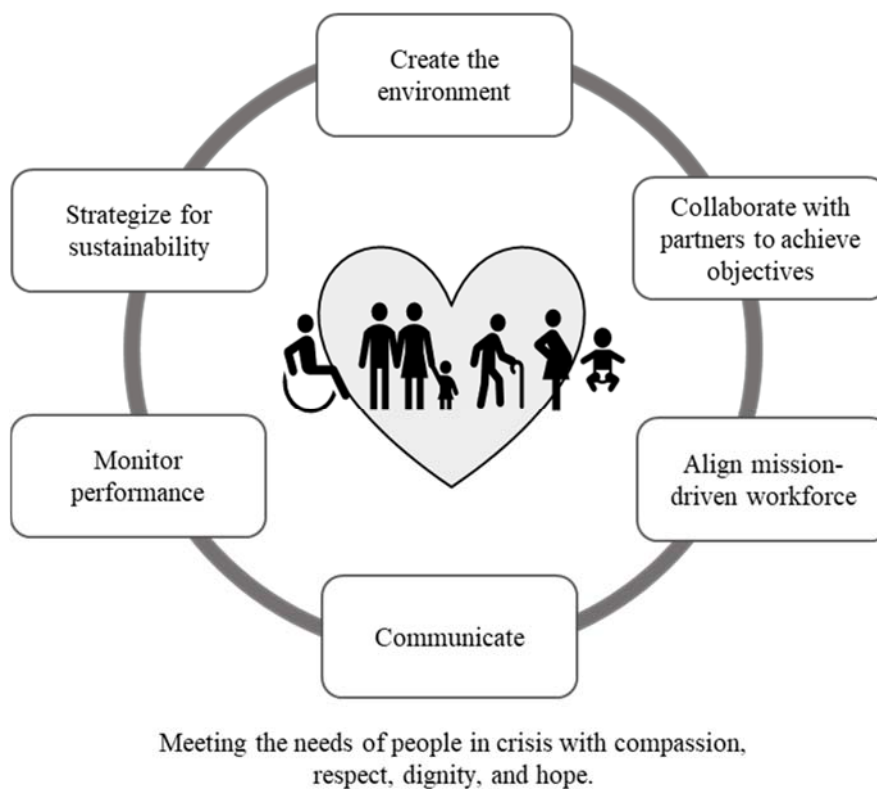 Create the
environment
Collaborate with
partners to achieve
objectives
Align mission-
driven workforce
Communicate
Monitor
performance
Strategize for
sustainability
Meeting the needs of people in crisis with compassion,
respect, dignity, and hope.